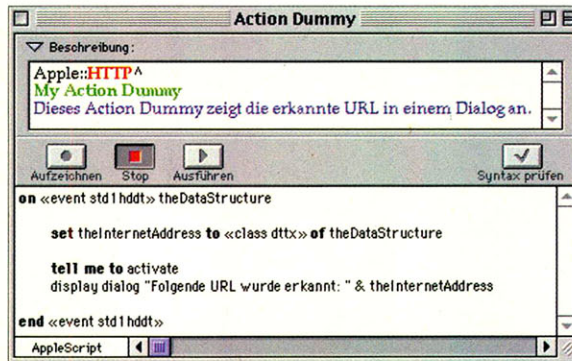 Action Dummy
Beschreibung:
Apple::HTTP^
My Action Dummy
Dieses Action Dummy zeigt die erkannte URL in einem Dialog an.
Aufzeichnen Stop Ausführen Syntax prüfen
on «event std1hddt» theDataStructure
set theInternetAddress to «class dttx» of theDataStructure
tell me to activate
display dialog "Folgende URL wurde erkannt: " & theInternetAddress
end «event std1hddt»
AppleScript